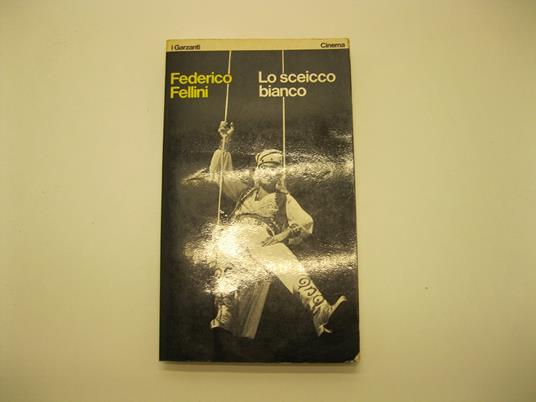 i Garzanti
Cinema
Federico
Fellini
Lo sceicco
bianco